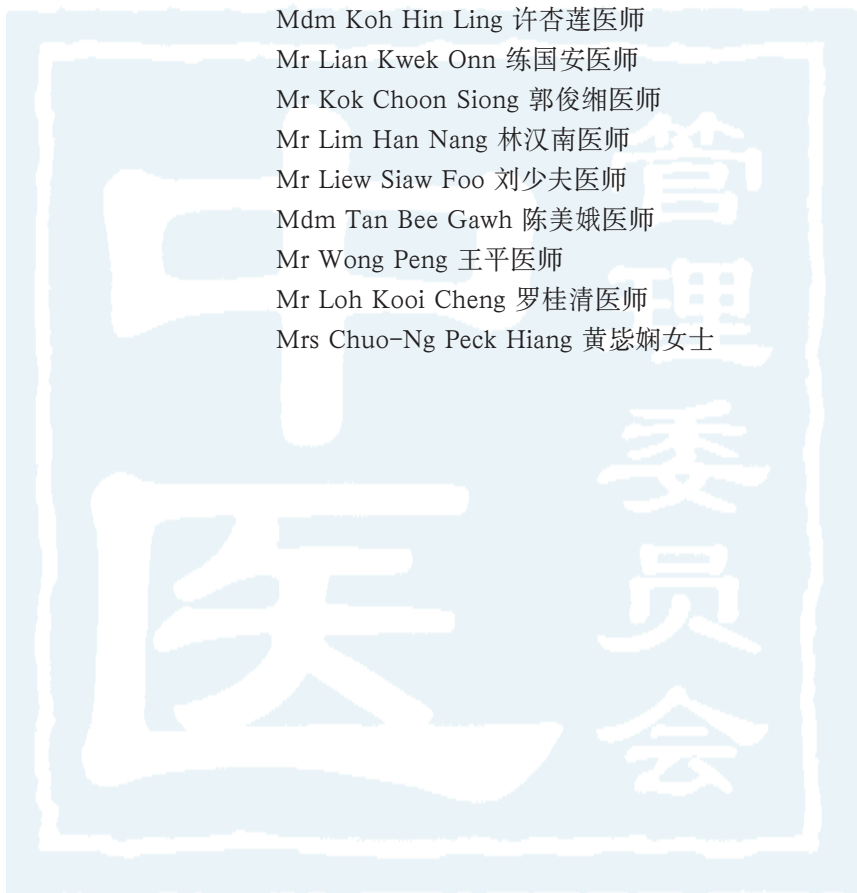 Mdm Koh Hin Ling 许杏莲医师
Mr Lian Kwek Onn 练国安医师
Mr Kok Choon Siong 郭俊缃医师
Mr Lim Han Nang 林汉南医师
Mr Liew Siaw Foo 刘少夫医师
Mdm Tan Bee Gawh 陈美娥医师
Mr Wong Peng 王平医师
Mr Loh Kooi Cheng 罗桂清医师
Mrs Chuo-Ng Peck Hiang 黄毖娴女士
中医
管理委员会